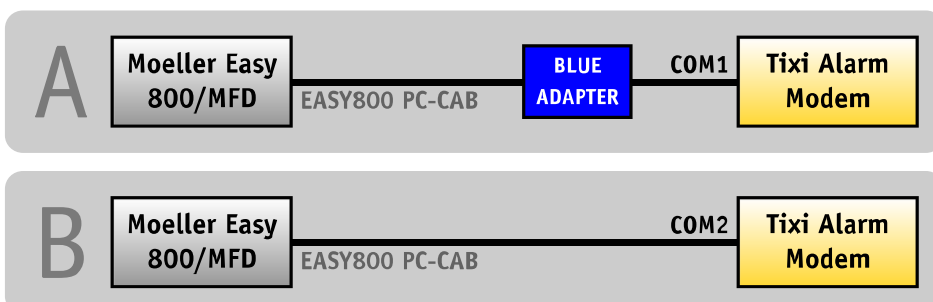 A
Moeller Easy
800/MFD
EASY800 PC-CAB
BLUE
ADAPTER
COM1
Tixi Alarm
Modem
B
Moeller Easy
800/MFD
EASY800 PC-CAB
COM2
Tixi Alarm
Modem